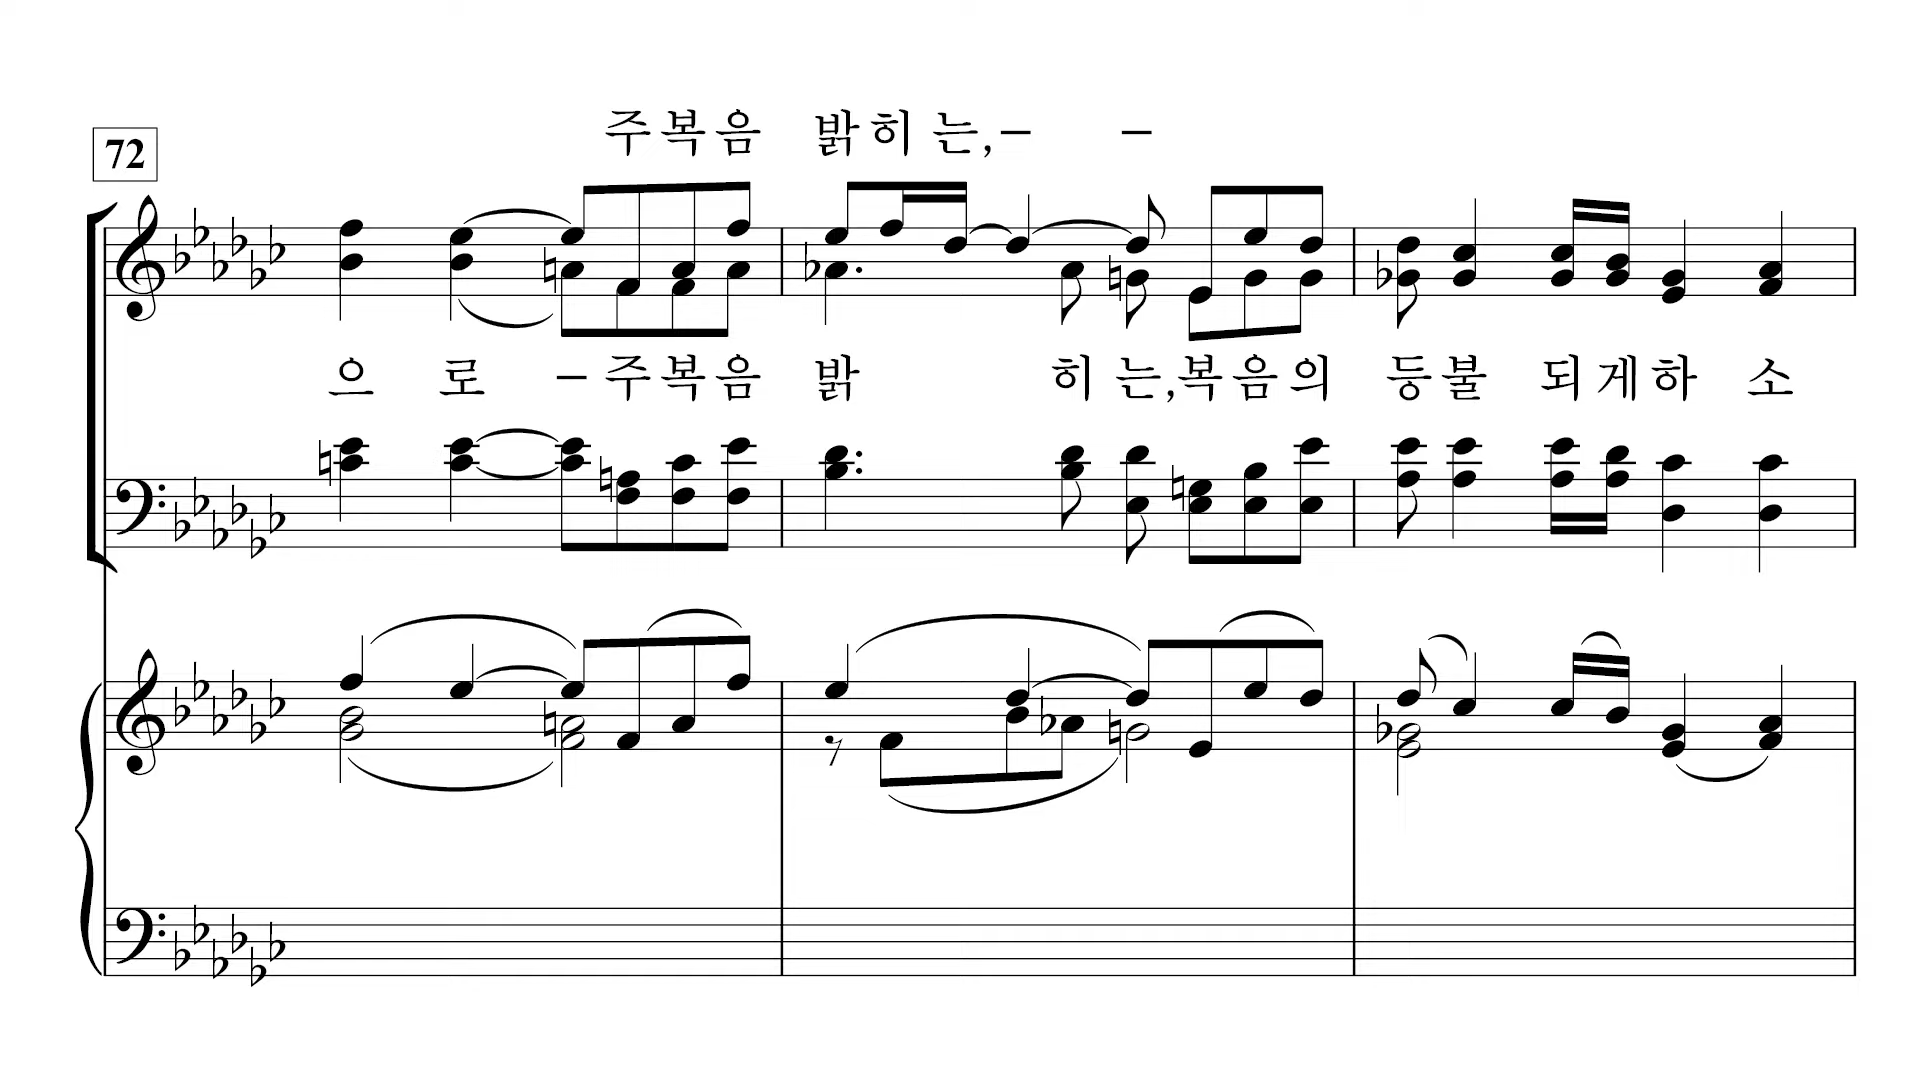 주복음 밝히 는,– –
72
으 로 –주복음 밝 히 는,복음의 등불 되게하 소